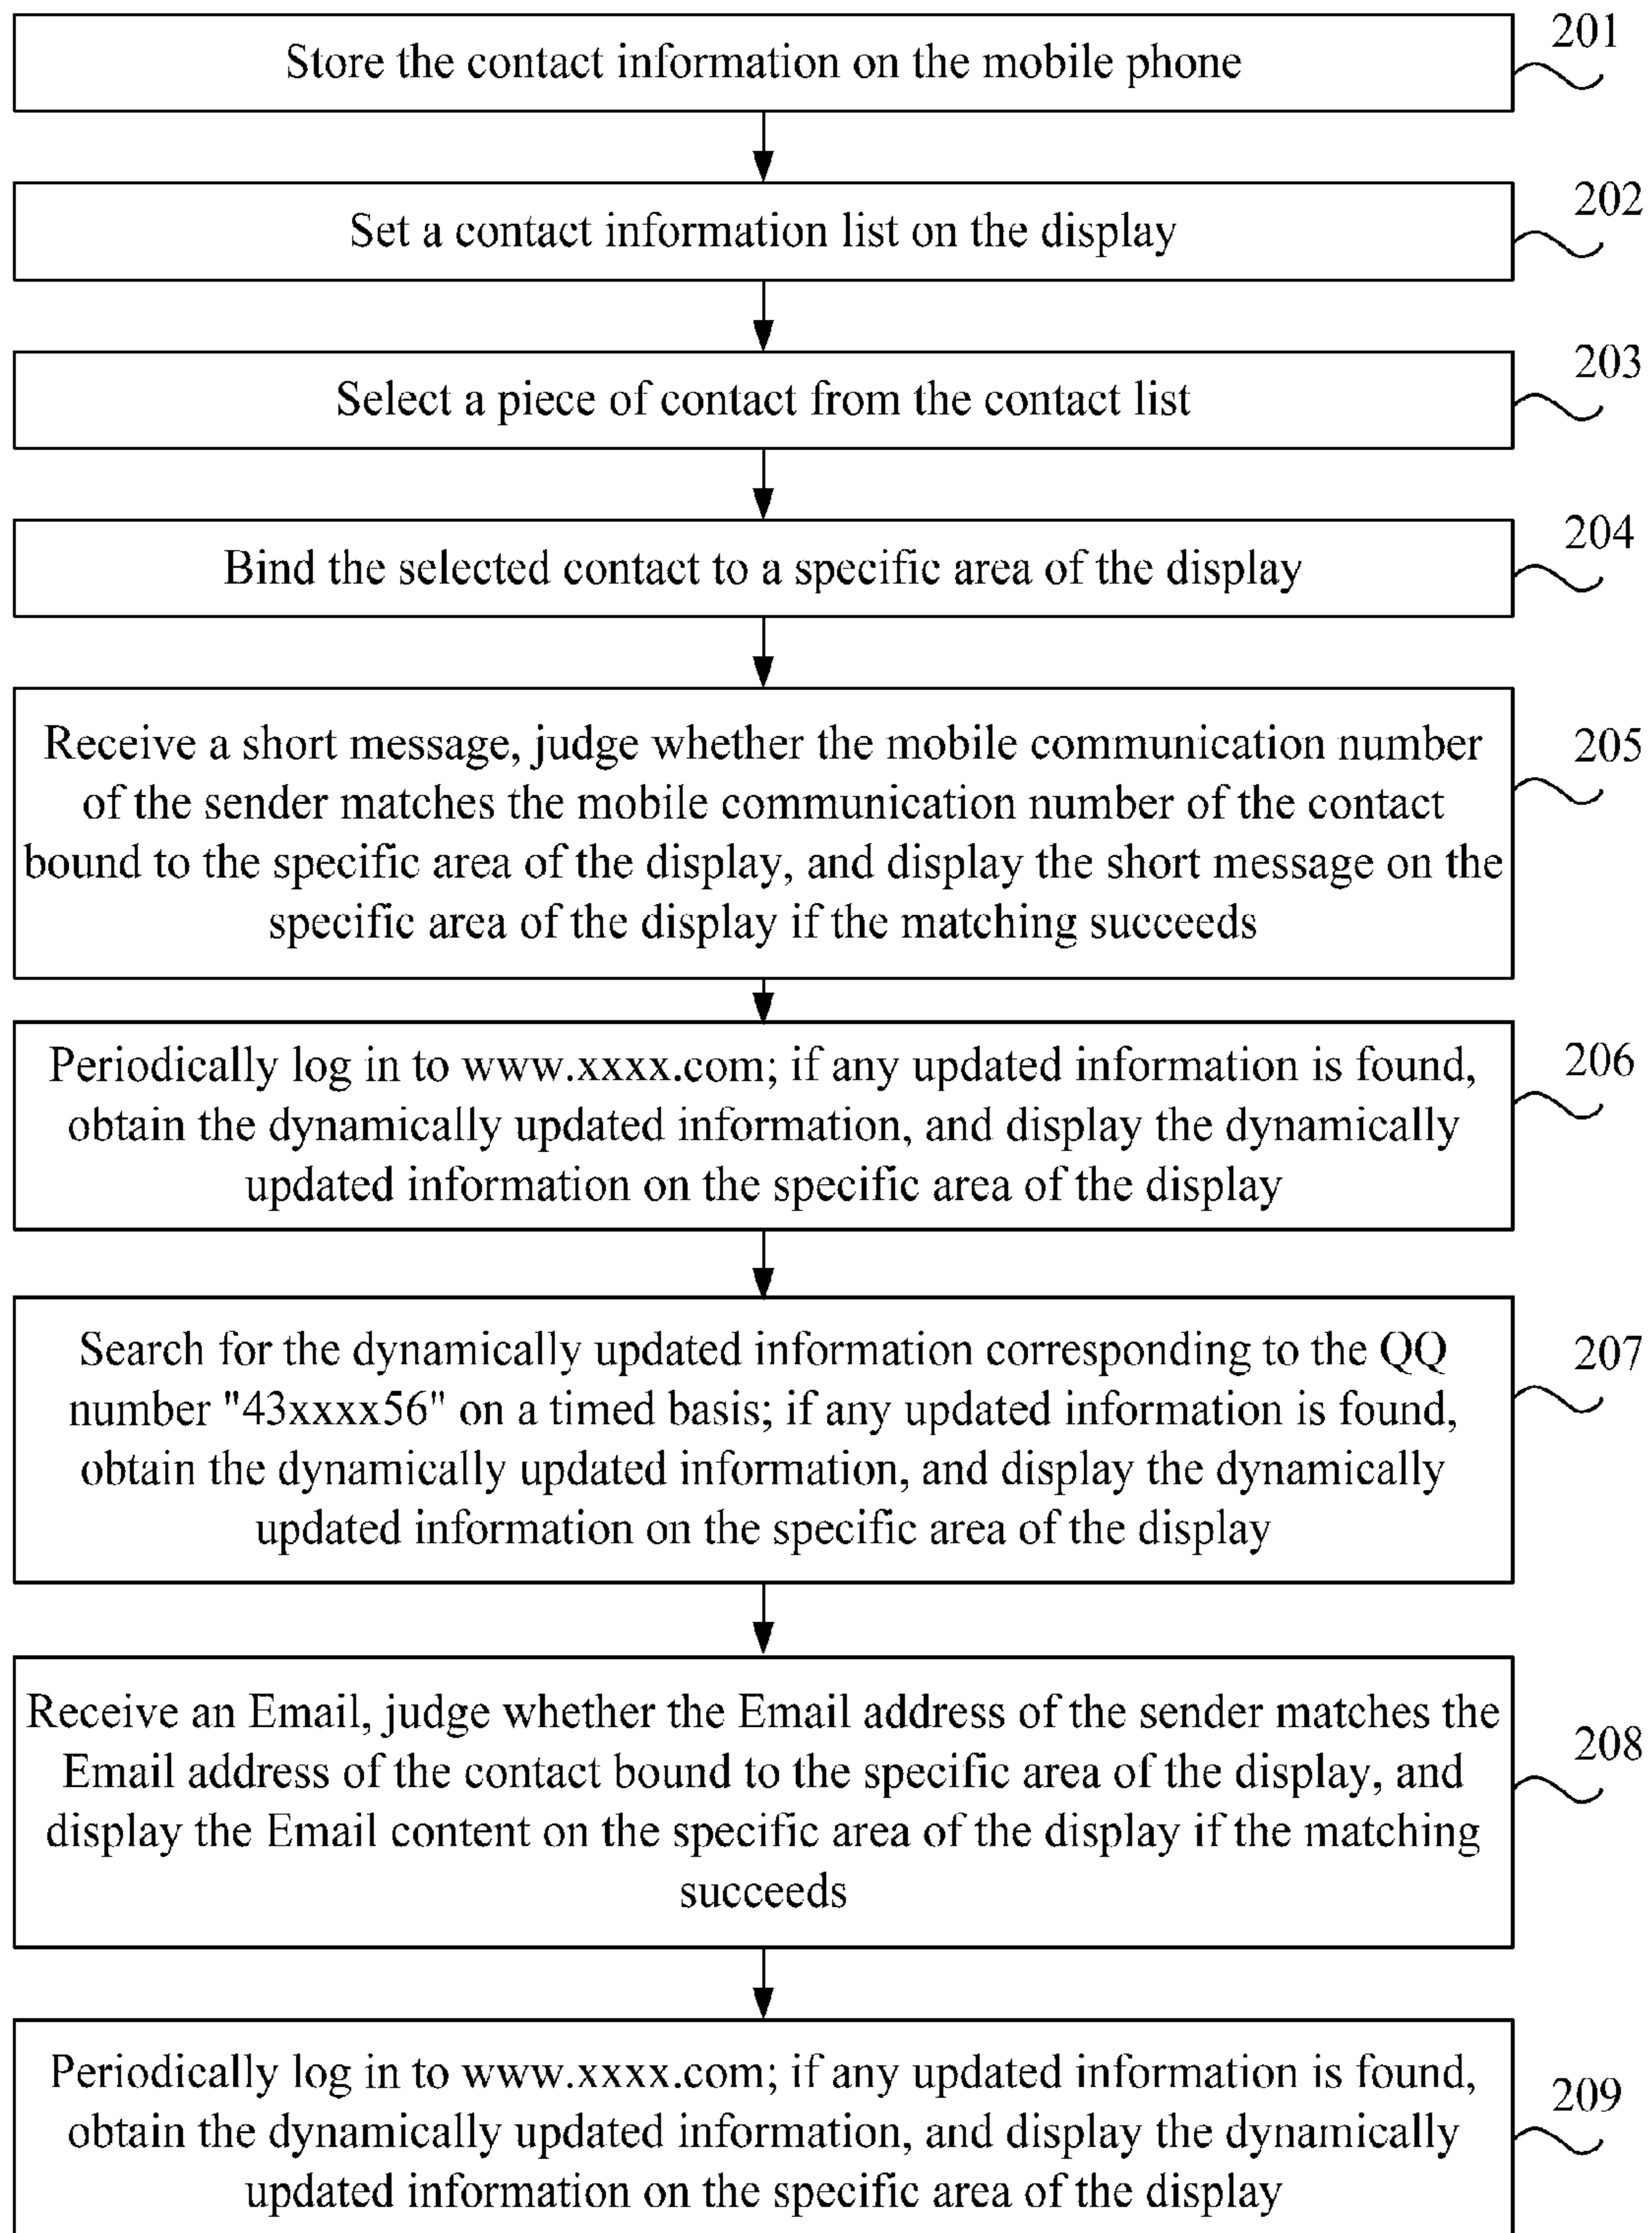 Store the contact information on the mobile phone
201
Set a contact information list on the display
202
Select a piece of contact from the contact list
203
Bind the selected contact to a specific area of the display
204
Receive a short message, judge whether the mobile communication number
of the sender matches the mobile communication number of the contact
bound to the specific area of the display, and display the short message on the
specific area of the display if the matching succeeds
205
Periodically log in to www.xxxx.com; if any updated information is found,
obtain the dynamically updated information, and display the dynamically
updated information on the specific area of the display
206
Search for the dynamically updated information corresponding to the QQ
number "43xxxx56" on a timed basis; if any updated information is found,
obtain the dynamically updated information, and display the dynamically
updated information on the specific area of the display
207
Receive an Email, judge whether the Email address of the sender matches the
Email address of the contact bound to the specific area of the display, and
display the Email content on the specific area of the display if the matching
succeeds
208
Periodically log in to www.xxxx.com; if any updated information is found,
obtain the dynamically updated information, and display the dynamically
updated information on the specific area of the display
209